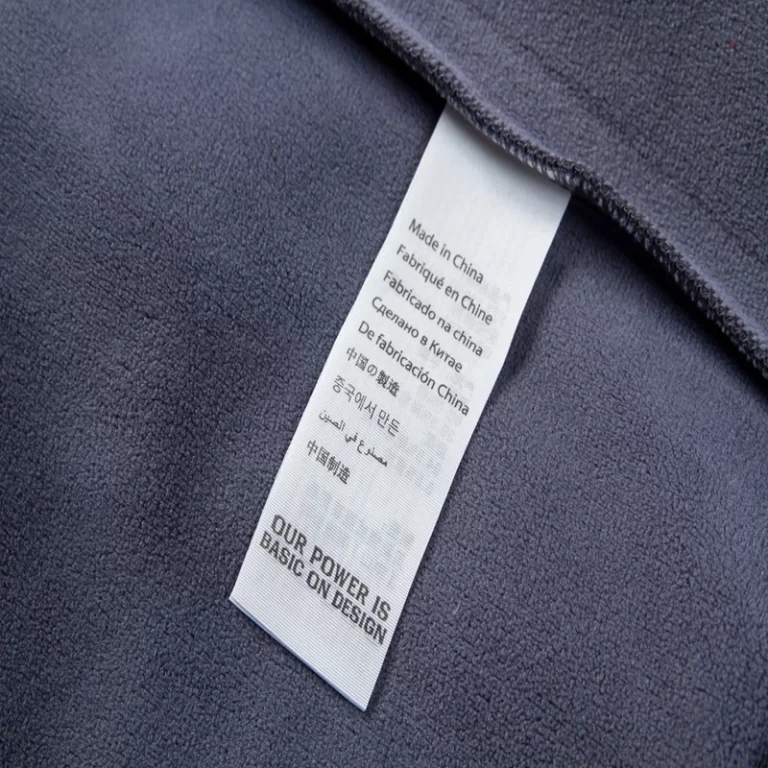 Made in China
Fabriqué en Chine
Fabricado na china
Сделано в Китае
De fabricación China
中国の製造
중국에서 만든
مصنوع في الصين
中国制造
OUR POWER IS
BASIC ON DESIGN